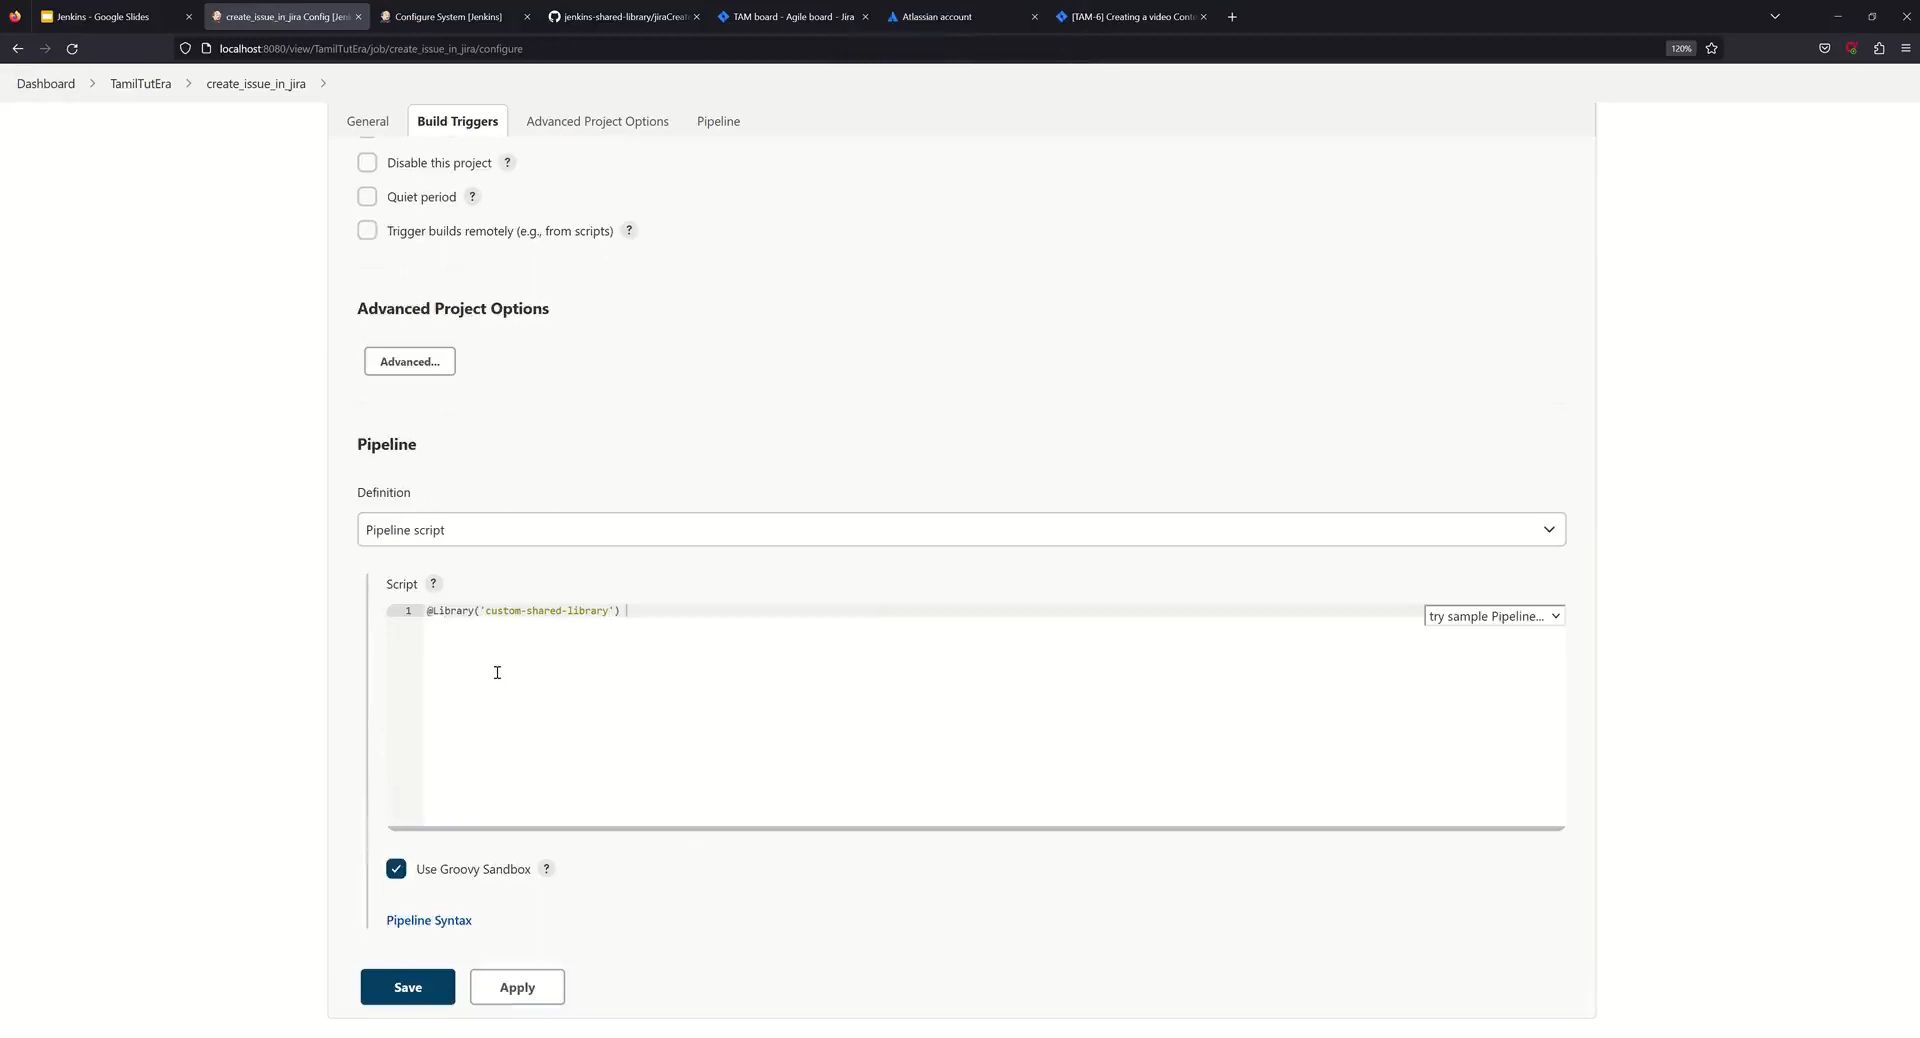 Jenkins - Google Slides
create_issue_in_jira Config [Jen
Configure System [Jenkins]
jenkins-shared-library/jiraCreate
TAM board - Agile board - Jira
Atlassian account
[TAM-6] Creating a video Cont
localhost:8080/view/TamilTutEra/job/create_issue_in_jira/configure
120%
Dashboard
TamilTutEra
create_issue_in_jira
General
Build Triggers
Advanced Project Options
Pipeline
Disable this project ?
Quiet period ?
Trigger builds remotely (e.g., from scripts) ?
Advanced Project Options
Advanced...
Pipeline
Definition
Pipeline script
Script ?
1 @Library('custom-shared-library')
try sample Pipeline...
Use Groovy Sandbox ?
Pipeline Syntax
Save
Apply